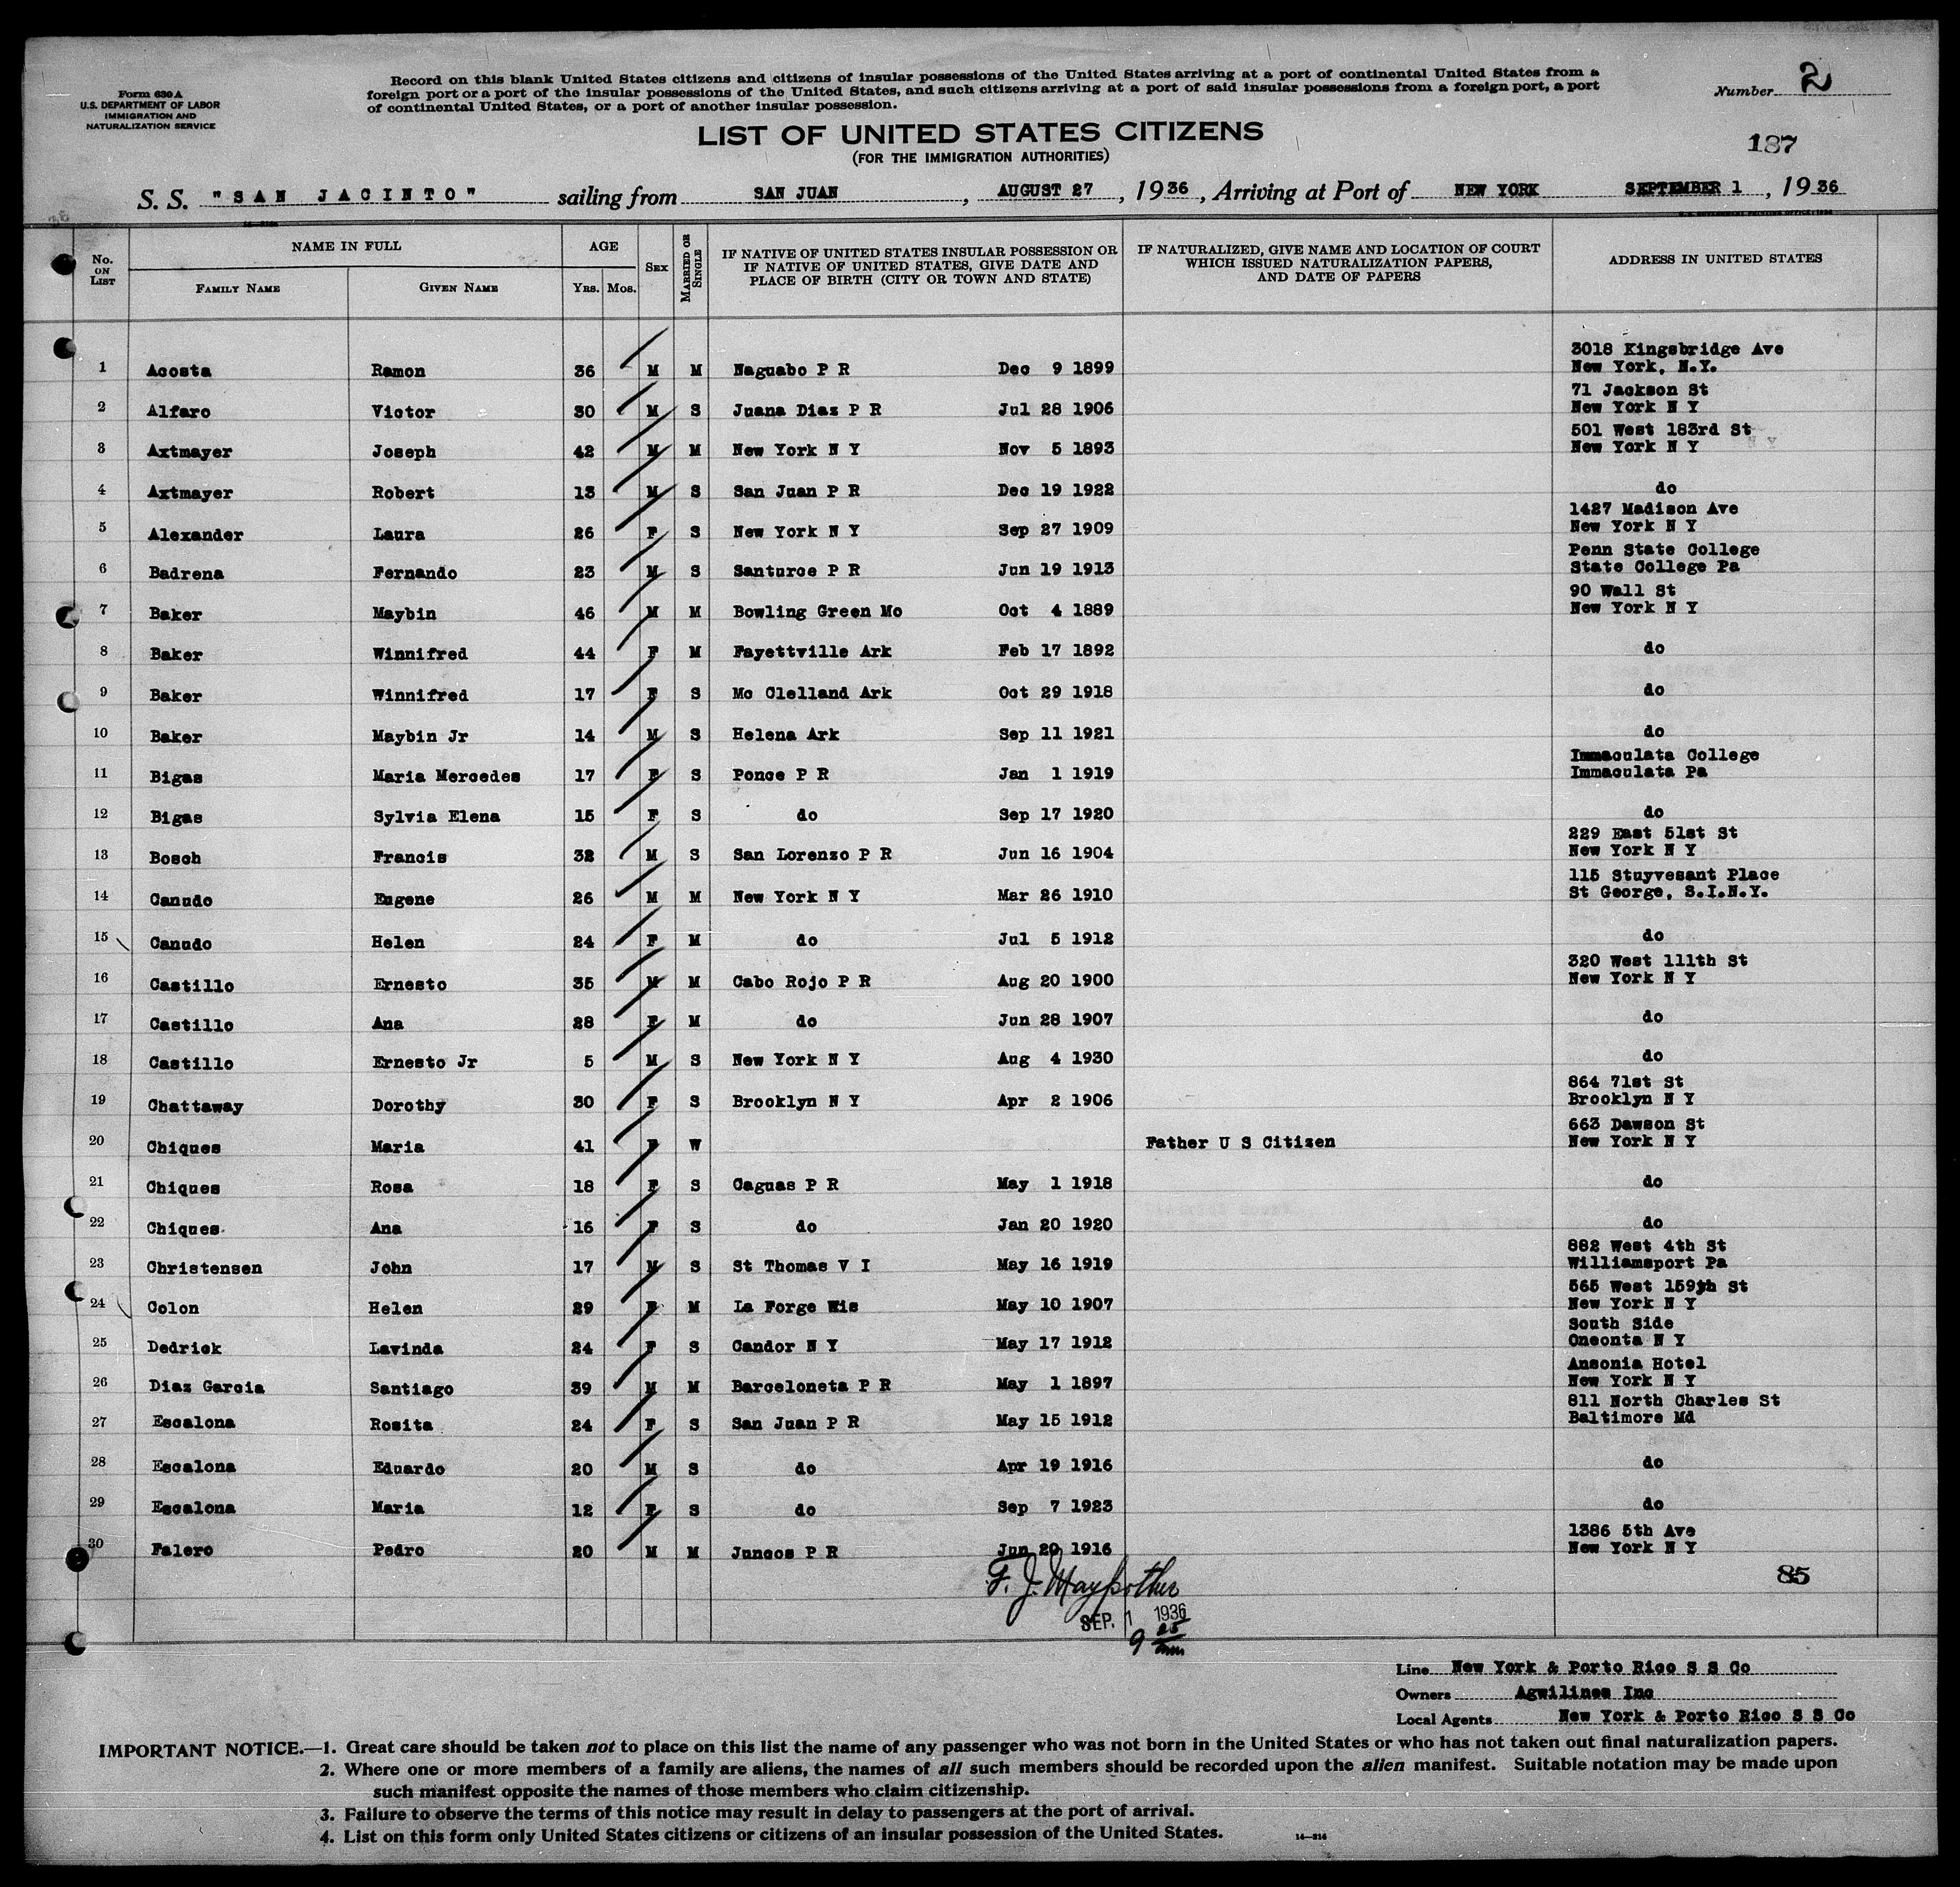 Form 630 A
U.S. DEPARTMENT OF LABOR
IMMIGRATION AND
NATURALIZATION SERVICE
Record on this blank United States citizens and citizens of insular possessions of the United States arriving at a port of continental United States from a
foreign port or a port of the insular possessions of the United States, and such citizens arriving at a port of said insular possessions from a foreign port, a port
of continental United States, or a port of another insular possession.
Number 2
LIST OF UNITED STATES CITIZENS
(FOR THE IMMIGRATION AUTHORITIES)
187
S. S. "SAN JACINTO" sailing from SAN JUAN, AUGUST 27, 1936, Arriving at Port of NEW YORK SEPTEMBER 1, 1936
No. ON LIST
NAME IN FULL
FAMILY NAME GIVEN NAME
AGE
YRS. MOS.
SEX
MARRIED OR SINGLE
IF NATIVE OF UNITED STATES INSULAR POSSESSION OR
IF NATIVE OF UNITED STATES, GIVE DATE AND
PLACE OF BIRTH (CITY OR TOWN AND STATE)
IF NATURALIZED, GIVE NAME AND LOCATION OF COURT
WHICH ISSUED NATURALIZATION PAPERS,
AND DATE OF PAPERS
ADDRESS IN UNITED STATES
3018 Kingsbridge Ave
1 Acosta Ramon 36 M M Naguabo P R Dec 9 1899 New York, N.Y.
71 Jackson St
2 Alfaro Victor 30 M S Juana Diaz P R Jul 28 1906 New York N Y
501 West 183rd St
3 Axtmayer Joseph 42 M M New York N Y Nov 5 1893 New York N Y
4 Axtmayer Robert 13 M S San Juan P R Dec 19 1922 do
1427 Madison Ave
5 Alexander Laura 26 F S New York N Y Sep 27 1909 New York N Y
Penn State College
6 Badrena Fernando 23 M S Santurce P R Jun 19 1913 State College Pa
90 Wall St
7 Baker Maybin 46 M M Bowling Green Mo Oct 4 1889 New York N Y
8 Baker Winnifred 44 F M Fayettville Ark Feb 17 1892 do
9 Baker Winnifred 17 F S Mc Clelland Ark Oct 29 1918 do
10 Baker Maybin Jr 14 M S Helena Ark Sep 11 1921 do
Immaculata College
11 Bigas Maria Mercedes 17 F S Ponce P R Jan 1 1919 Immaculata Pa
12 Bigas Sylvia Elena 15 F S do Sep 17 1920 do
229 East 51st St
13 Bosch Francis 32 M S San Lorenzo P R Jun 16 1904 New York N Y
115 Stuyvesant Place
14 Canudo Eugene 26 M M New York N Y Mar 26 1910 St George, S.I.N.Y.
15 Canudo Helen 24 F M do Jul 5 1912 do
320 West 111th St
16 Castillo Ernesto 35 M M Cabo Rojo P R Aug 20 1900 New York N Y
17 Castillo Ana 28 F M do Jun 28 1907 do
18 Castillo Ernesto Jr 5 M S New York N Y Aug 4 1930 do
864 71st St
19 Chattaway Dorothy 30 F S Brooklyn N Y Apr 2 1906 Brooklyn N Y
663 Dawson St
20 Chiques Maria 41 F W Father U S Citizen New York N Y
21 Chiques Rosa 18 F S Caguas P R May 1 1918 do
22 Chiques Ana 16 F S do Jan 20 1920 do
882 West 4th St
23 Christensen John 17 M S St Thomas V I May 16 1919 Williamsport Pa
565 West 159th St
24 Colon Helen 29 F M La Forge Wis May 10 1907 New York N Y
South Side
25 Dedrick Lavinda 24 F S Candor N Y May 17 1912 Oneonta N Y
Ansonia Hotel
26 Diaz Garcia Santiago 39 M M Barceloneta P R May 1 1897 New York N Y
811 North Charles St
27 Escalona Rosita 24 F S San Juan P R May 15 1912 Baltimore Md
28 Escalona Eduardo 20 M S do Apr 19 1916 do
29 Escalona Maria 12 F S do Sep 7 1923 do
1386 5th Ave
30 Falero Pedro 20 M M Juncos P R Jun 20 1916 New York N Y
85
F. J. Maypother
SEP. 1 1936
9 25
Line New York & Porto Rico S S Co
Owners Agwilines Inc
Local Agents New York & Porto Rico S S Co
IMPORTANT NOTICE.—1. Great care should be taken not to place on this list the name of any passenger who was not born in the United States or who has not taken out final naturalization papers.
2. Where one or more members of a family are aliens, the names of all such members should be recorded upon the alien manifest. Suitable notation may be made upon
such manifest opposite the names of those members who claim citizenship.
3. Failure to observe the terms of this notice may result in delay to passengers at the port of arrival.
4. List on this form only United States citizens or citizens of an insular possession of the United States.
14—214